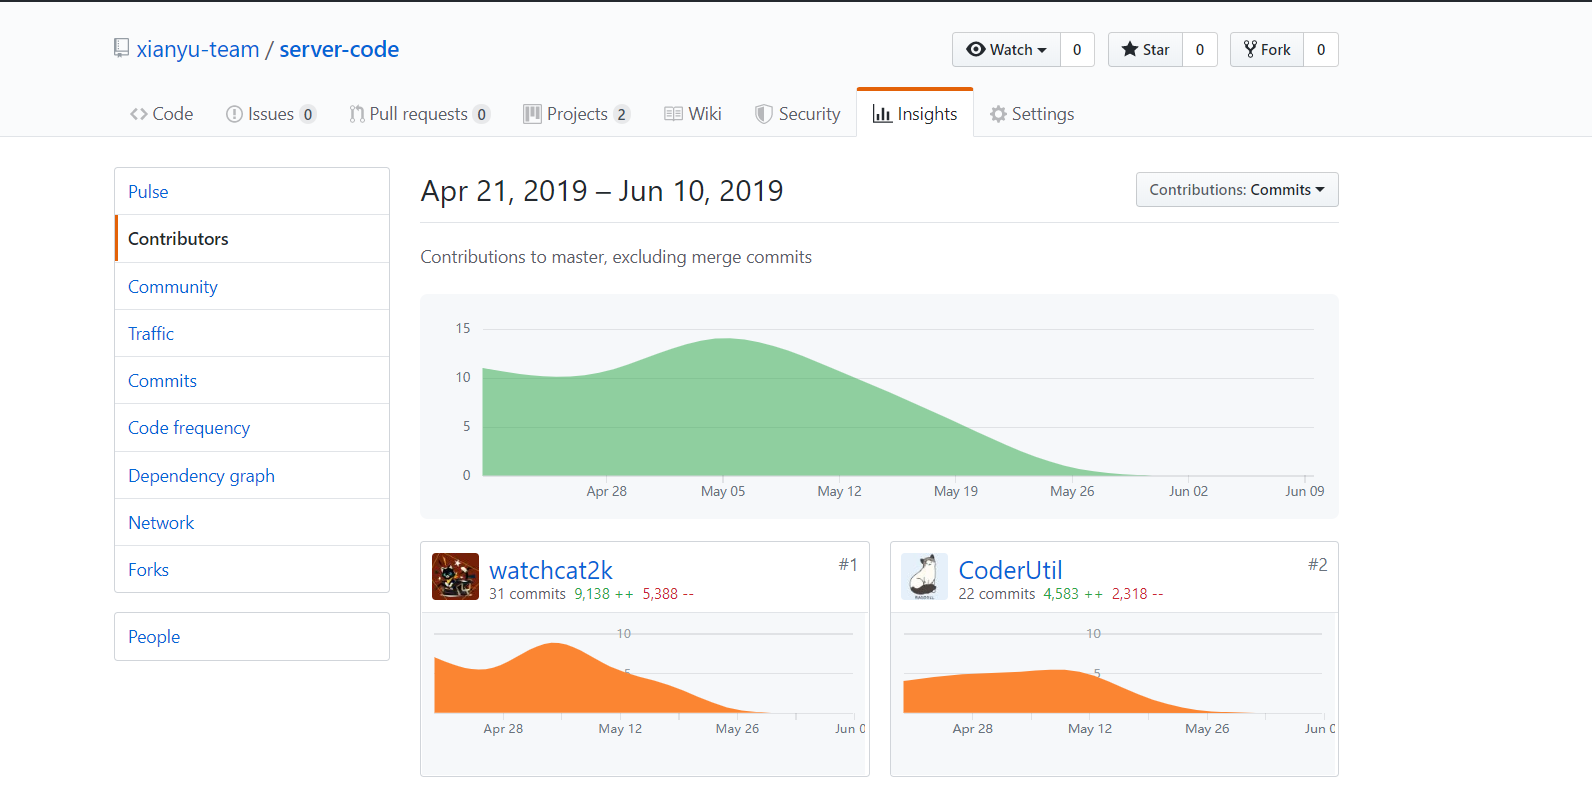 xianyu-team / server-code
Watch 0 Star 0 Fork 0
Code Issues 0 Pull requests 0 Projects 2 Wiki Security Insights Settings
Pulse
Contributors
Community
Traffic
Commits
Code frequency
Dependency graph
Network
Forks
People
Apr 21, 2019 – Jun 10, 2019
Contributions: Commits
Contributions to master, excluding merge commits
15
10
5
0
Apr 28 May 05 May 12 May 19 May 26 Jun 02 Jun 09
watchcat2k #1
31 commits 9,138 ++ 5,388 --
10
5
Apr 28 May 12 May 26 Jun 0
CoderUtil #2
22 commits 4,583 ++ 2,318 --
10
5
Apr 28 May 12 May 26 Jun 0